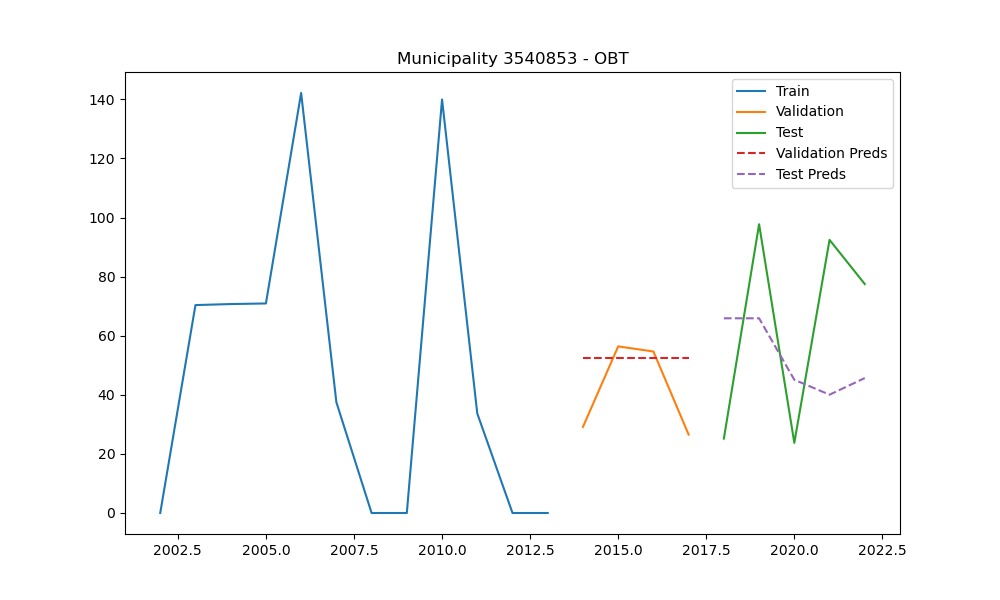 Municipality 3540853 - OBT
Train
Validation
Test
Validation Preds
Test Preds
140
120
100
80
60
40
20
0
2002.5 2005.0 2007.5 2010.0 2012.5 2015.0 2017.5 2020.0 2022.5